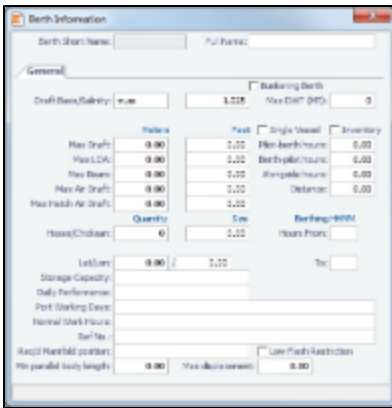 Berth Information
Berth Short Name: Full Name:
General
Bunkering Berth
Draft Basis/Salinity: 1.025 Max DWT (MT): 0
Meters Feet Single Vessel Inventory
Max Draft: 0.00 0.00 Pilot-berth hours: 0.00
Max LOA: 0.00 0.00 Berth-pilot hours: 0.00
Max Beam: 0.00 0.00 Alongside hours: 0.00
Max Air Draft: 0.00 0.00 Distance: 0.00
Max Hatch Air Draft: 0.00 0.00
Quantity Size Berthing HHMM
Hoses/Chicksan: 0 0.00 Hours From:
Lat/Lon: 0.00 / 0.00 To:
Storage Capacity:
Daily Performance:
Port Working Days:
Normal Work Hours:
Ref No.:
Req'd Manifold position: Low Flash Restriction
Min parallel body length: 0.00 Max displacement: 0.00